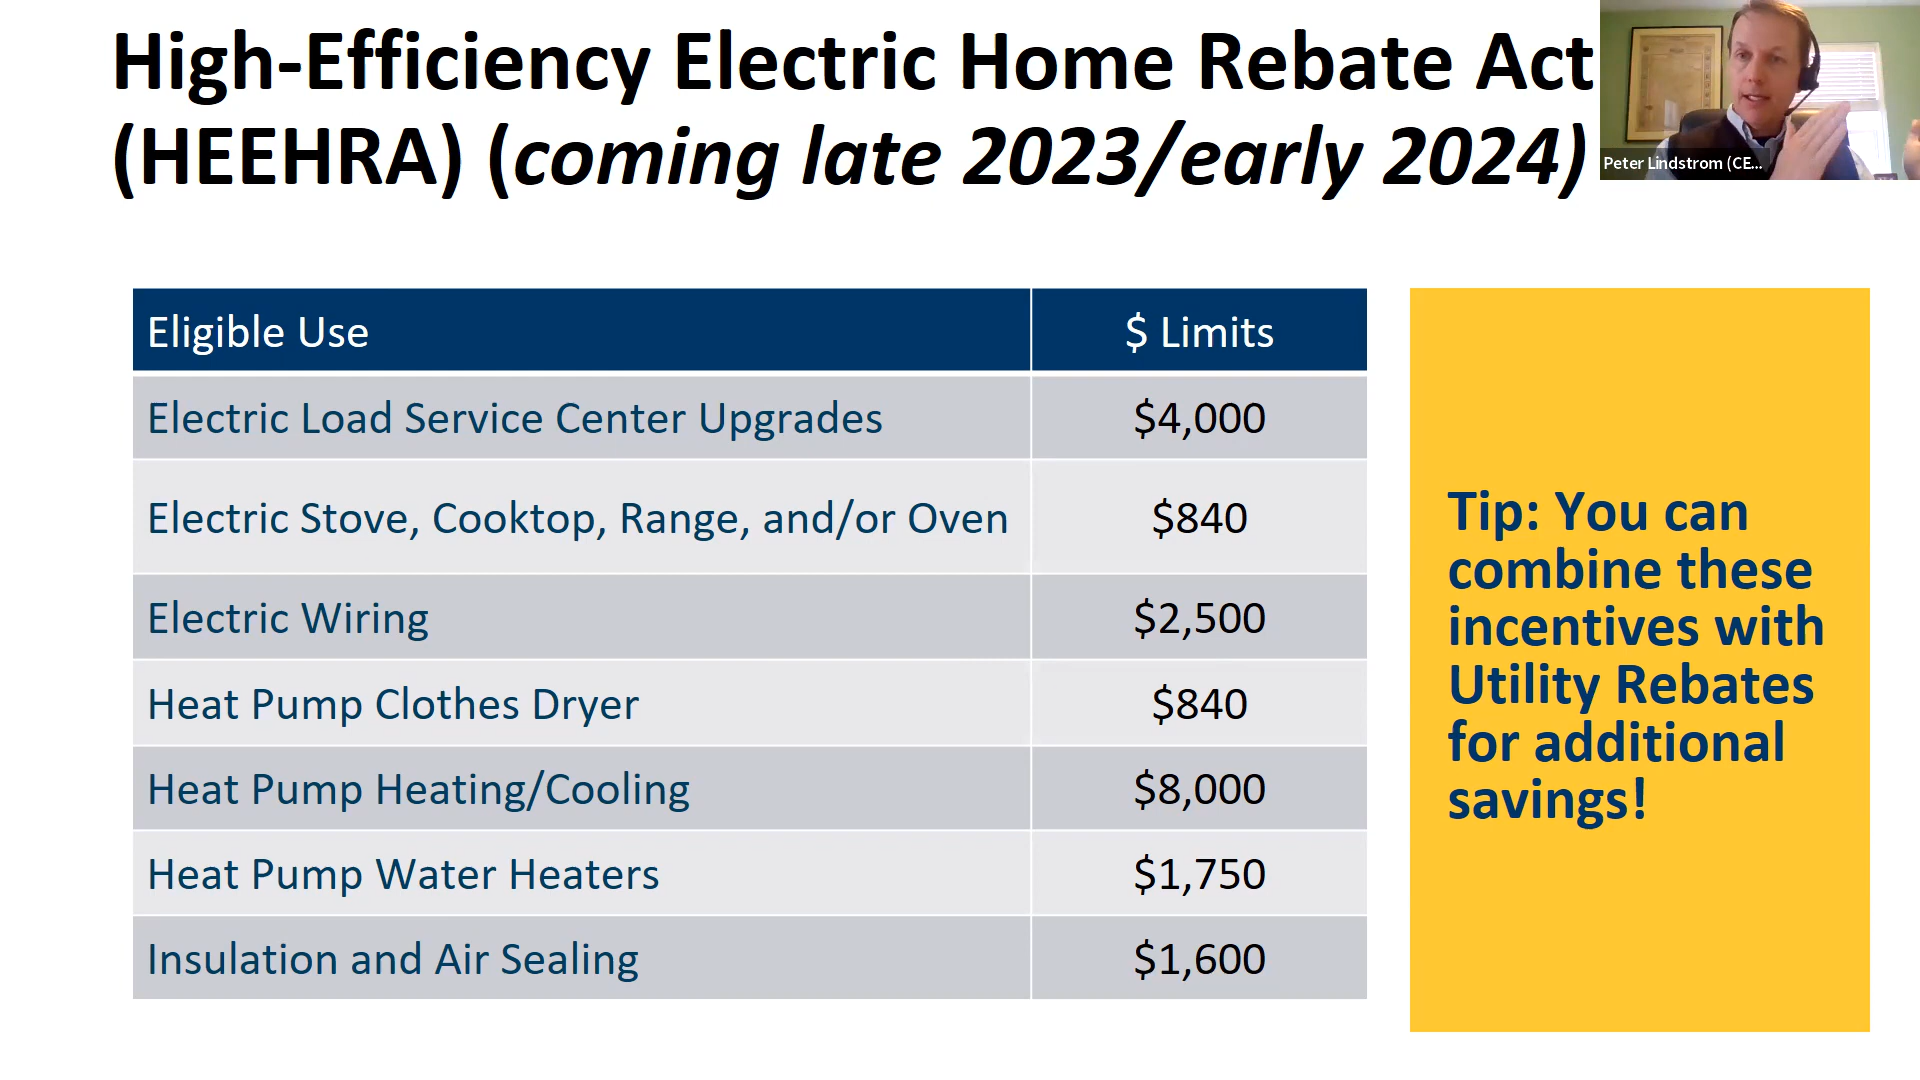 High-Efficiency Electric Home Rebate Act
(HEEHRA) (coming late 2023/early 2024)
Peter Lindstrom (CE...
Eligible Use $ Limits
Electric Load Service Center Upgrades $4,000
Electric Stove, Cooktop, Range, and/or Oven $840
Electric Wiring $2,500
Heat Pump Clothes Dryer $840
Heat Pump Heating/Cooling $8,000
Heat Pump Water Heaters $1,750
Insulation and Air Sealing $1,600
Tip: You can
combine these
incentives with
Utility Rebates
for additional
savings!